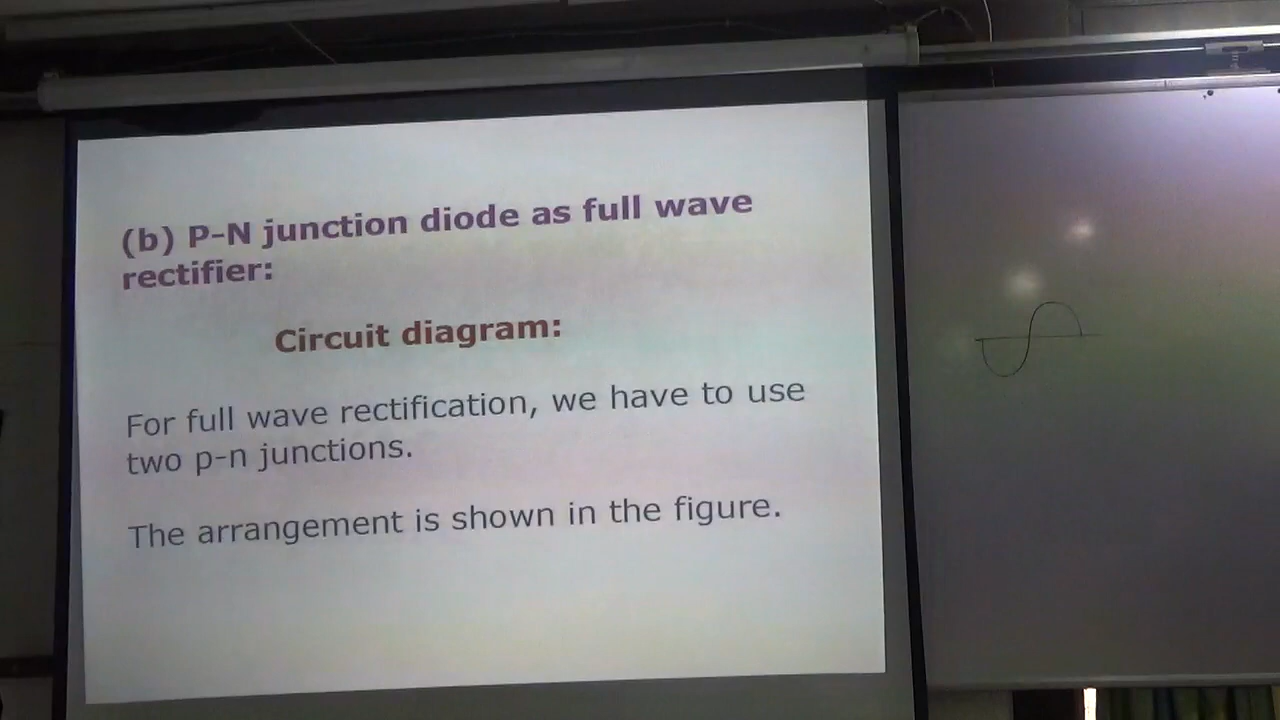 (b) P-N junction diode as full wave
rectifier:
Circuit diagram:
For full wave rectification, we have to use
two p-n junctions.
The arrangement is shown in the figure.